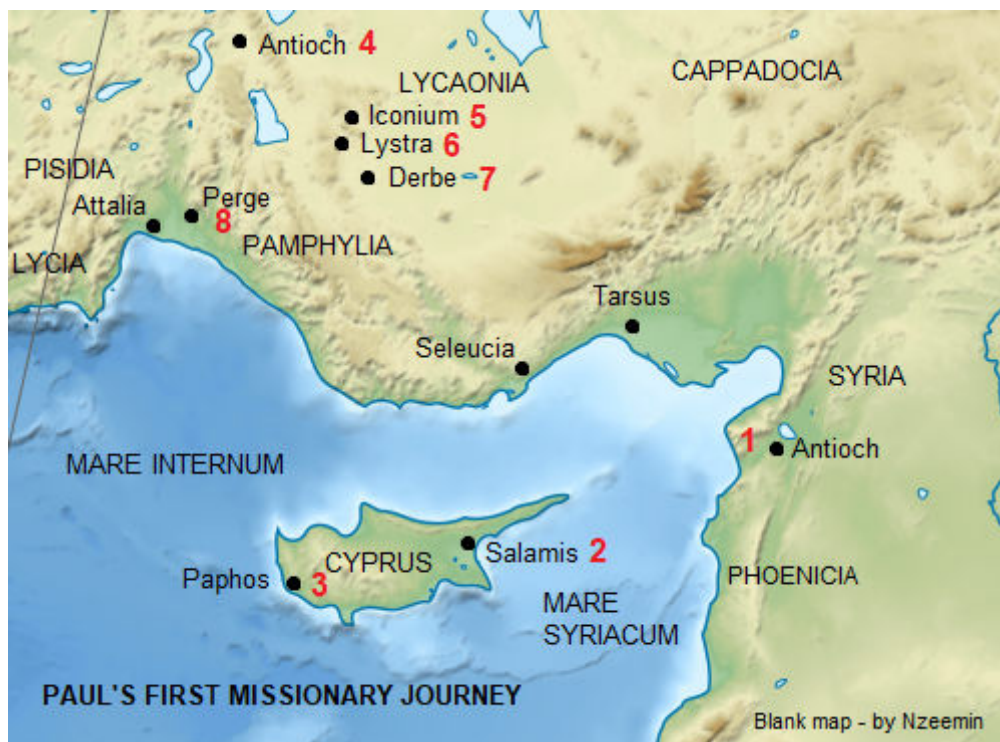 Antioch 4
LYCAONIA
CAPPADOCIA
Iconium 5
Lystra 6
Derbe 7
PISIDIA
Attalia
Perge
8
PAMPHYLIA
LYCIA
Tarsus
Seleucia
SYRIA
1 Antioch
MARE INTERNUM
CYPRUS
Salamis 2
Paphos 3
PHOENICIA
MARE
SYRIACUM
PAUL'S FIRST MISSIONARY JOURNEY
Blank map - by Nzeemin